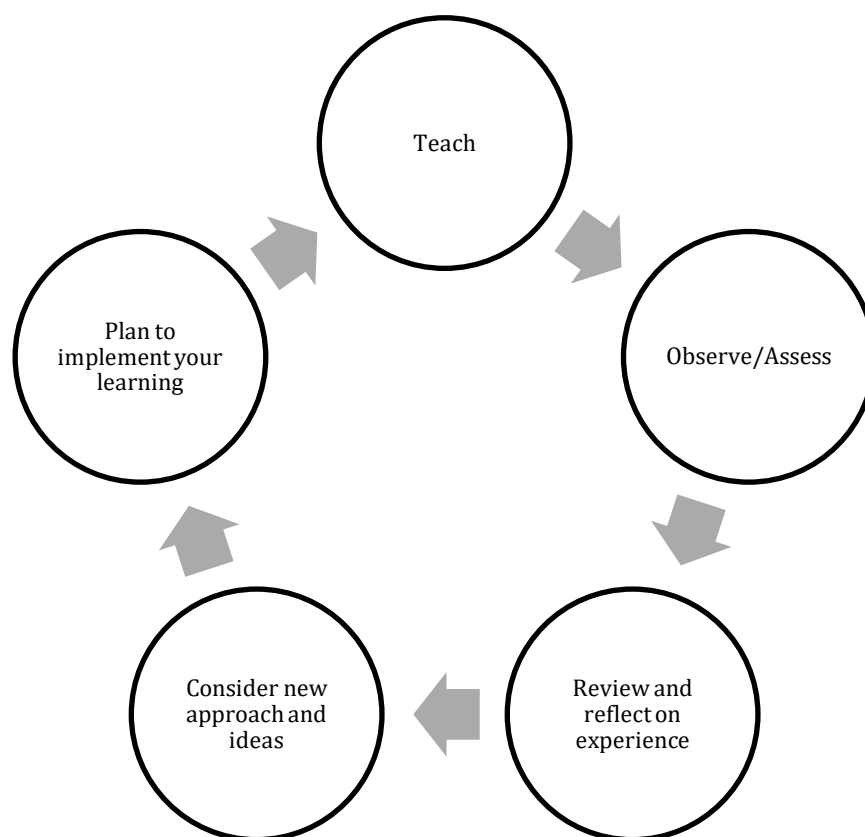 Teach
Observe/Assess
Review and
reflect on
experience
Consider new
approach and
ideas
Plan to
implement your
learning